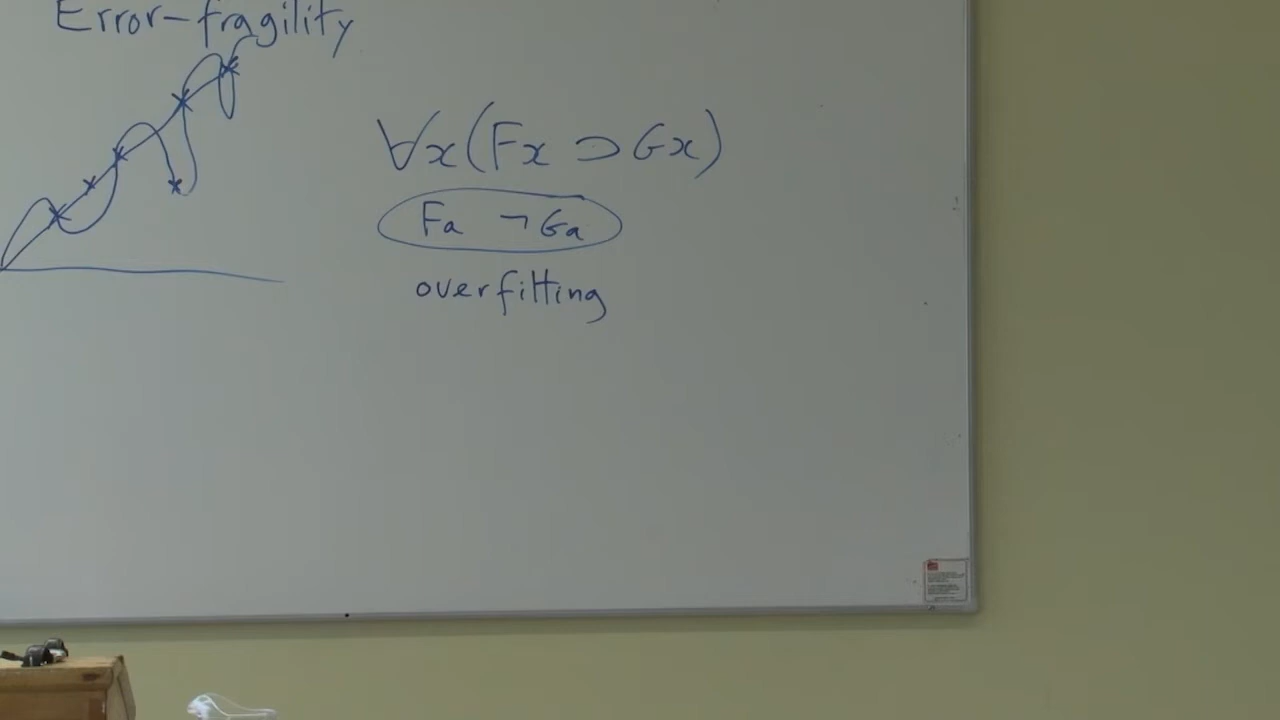 Error-fragility
∀x(Fx ⊃ Gx)
Fa ¬Ga
overfitting